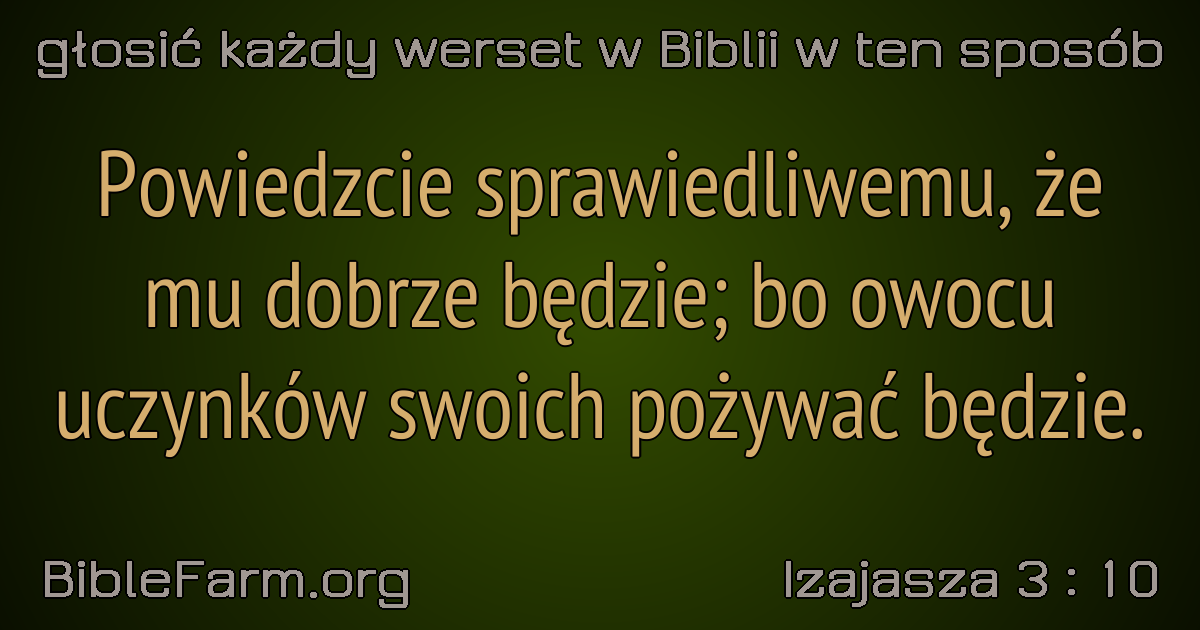 głosić każdy werset w Biblii w ten sposób
Powiedzcie sprawiedliwemu, że
mu dobrze będzie; bo owocu
uczynków swoich pożywać będzie.
BibleFarm.org
Izajasza 3 : 10